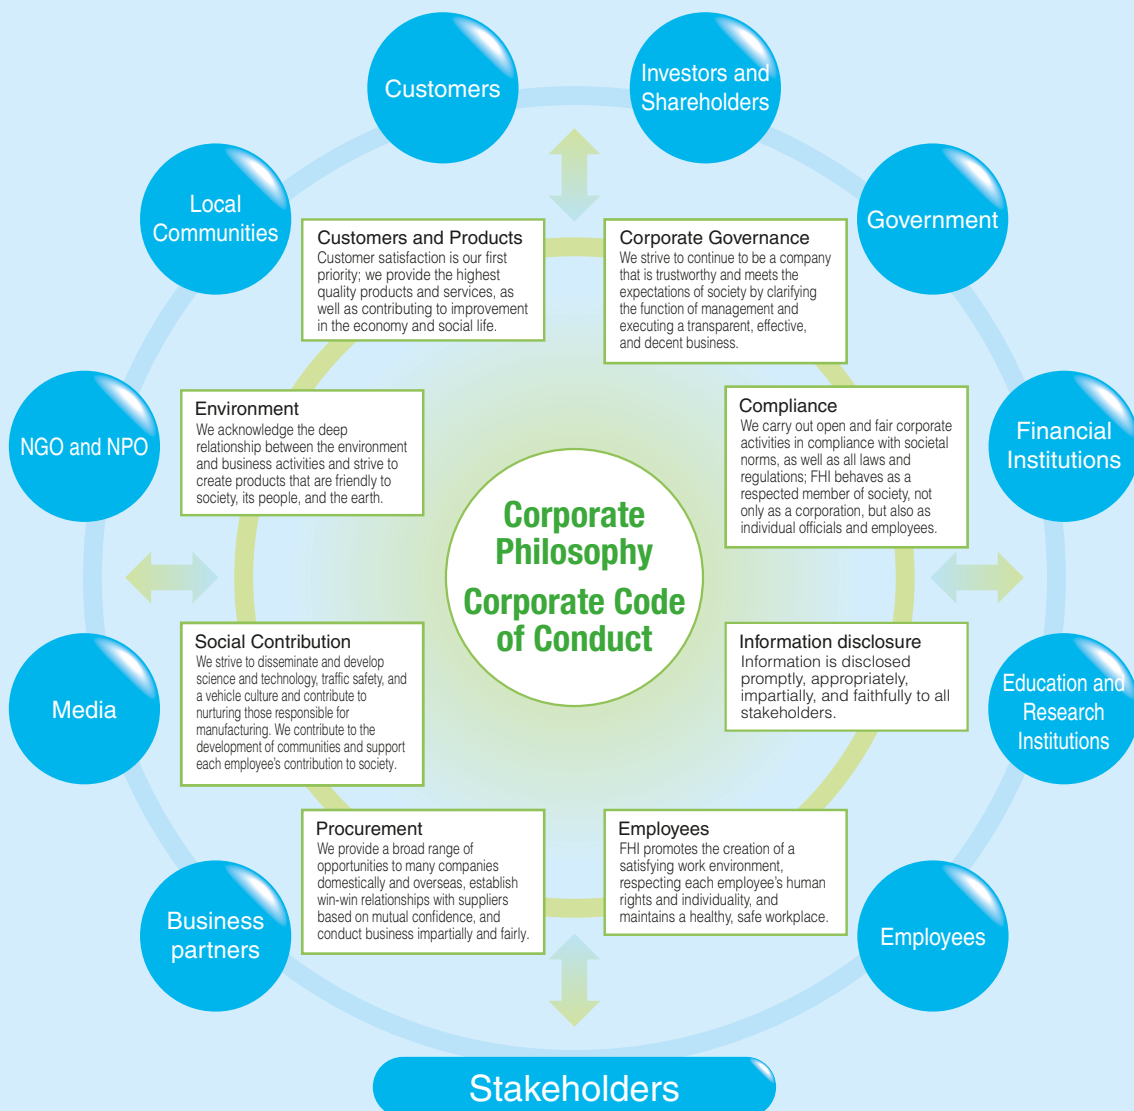 Customers
Investors and
Shareholders
Local
Communities
Government
Customers and Products
Customer satisfaction is our first
priority; we provide the highest
quality products and services, as
well as contributing to improvement
in the economy and social life.
Corporate Governance
We strive to continue to be a company
that is trustworthy and meets the
expectations of society by clarifying
the function of management and
executing a transparent, effective,
and decent business.
NGO and NPO
Environment
We acknowledge the deep
relationship between the environment
and business activities and strive to
create products that are friendly to
society, its people, and the earth.
Compliance
We carry out open and fair corporate
activities in compliance with societal
norms, as well as all laws and
regulations; FHI behaves as a
respected member of society, not
only as a corporation, but also as
individual officials and employees.
Financial
Institutions
Corporate
Philosophy
Corporate Code
of Conduct
Media
Social Contribution
We strive to disseminate and develop
science and technology, traffic safety, and
a vehicle culture and contribute to
nurturing those responsible for
manufacturing. We contribute to the
development of communities and support
each employee's contribution to society.
Information disclosure
Information is disclosed
promptly, appropriately,
impartially, and faithfully to all
stakeholders.
Education and
Research
Institutions
Procurement
We provide a broad range of
opportunities to many companies
domestically and overseas, establish
win-win relationships with suppliers
based on mutual confidence, and
conduct business impartially and fairly.
Employees
FHI promotes the creation of a
satisfying work environment,
respecting each employee's human
rights and individuality, and
maintains a healthy, safe workplace.
Business
partners
Employees
Stakeholders